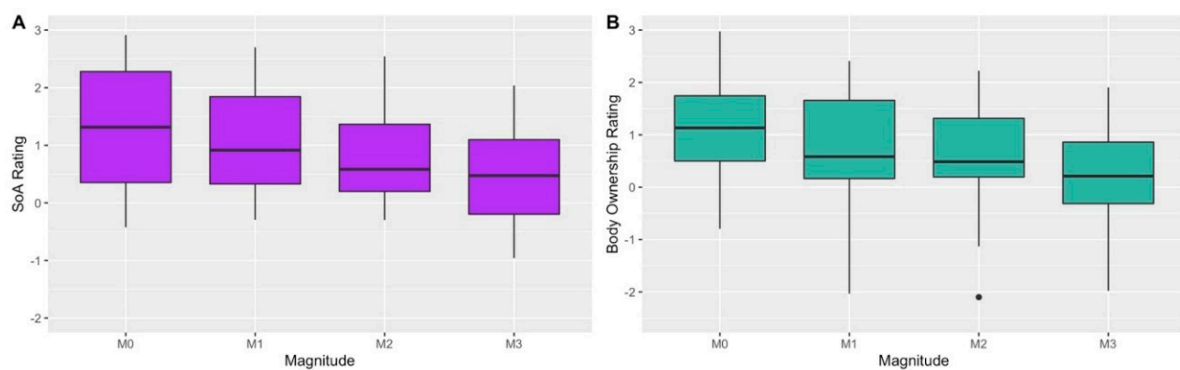 A
SoA Rating
3
2
1
0
-1
-2
M0 M1 M2 M3
Magnitude
B
Body Ownership Rating
3
2
1
0
-1
-2
M0 M1 M2 M3
Magnitude